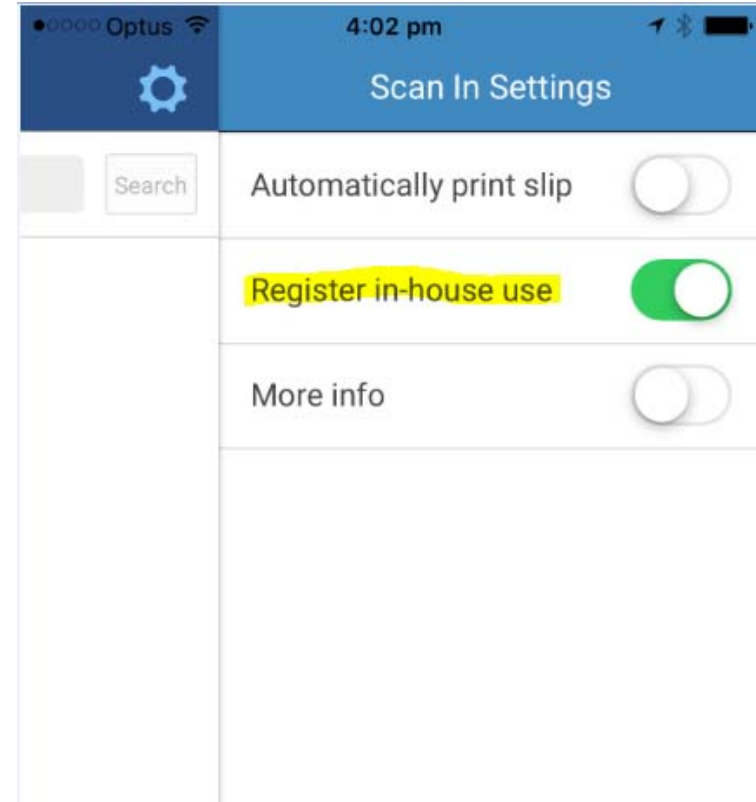 Optus 4:02 pm
Scan In Settings
Search
Automatically print slip
Register in-house use
More info